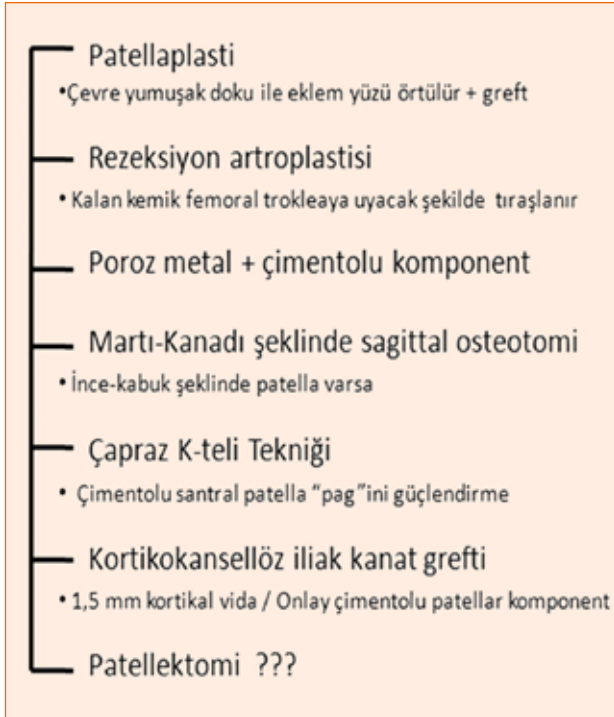 Patellaplasti
•Çevre yumuşak doku ile eklem yüzü örtülür + greft
Rezeksiyon artroplastisi
• Kalan kemik femoral trokleaya uyacak şekilde tıraşlanır
Poroz metal + çimentolu komponent
Martı-Kanadı şeklinde sagittal osteotomi
• İnce-kabuk şeklinde patella varsa
Çapraz K-teli Tekniği
• Çimentolu santral patella “pag”ini güçlendirme
Kortikokansellöz iliak kanat grefti
• 1,5 mm kortikal vida / Onlay çimentolu patellar komponent
Patellektomi ???